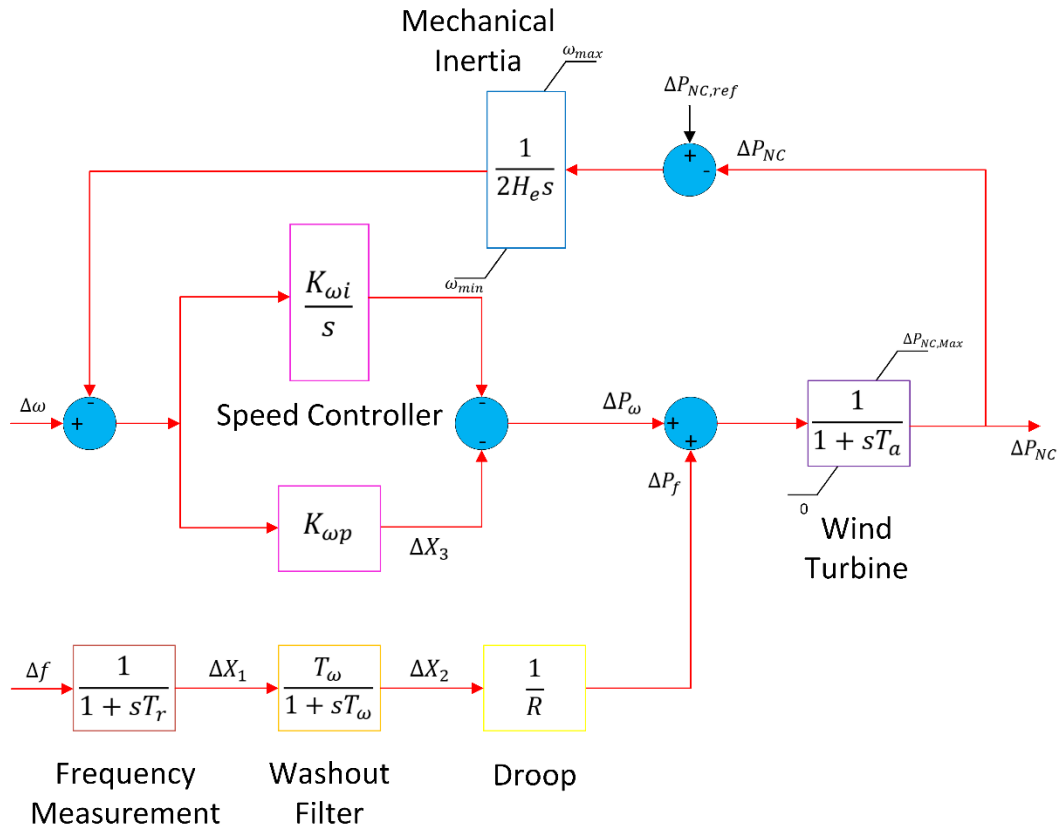 Mechanical
Inertia
ω_max
ΔP_NC,ref
+
-
ΔP_NC
1
2H_e s
ω_min
K_ωi
s
ΔP_NC,Max
-
Δω
+
Speed Controller
-
-
ΔP_ω
+
+
1
1 + sT_a
ΔP_NC
ΔP_f
0
K_ωp
ΔX_3
Wind
Turbine
Δf
1
1 + sT_r
ΔX_1
T_ω
1 + sT_ω
ΔX_2
1
R
Frequency
Measurement
Washout
Filter
Droop